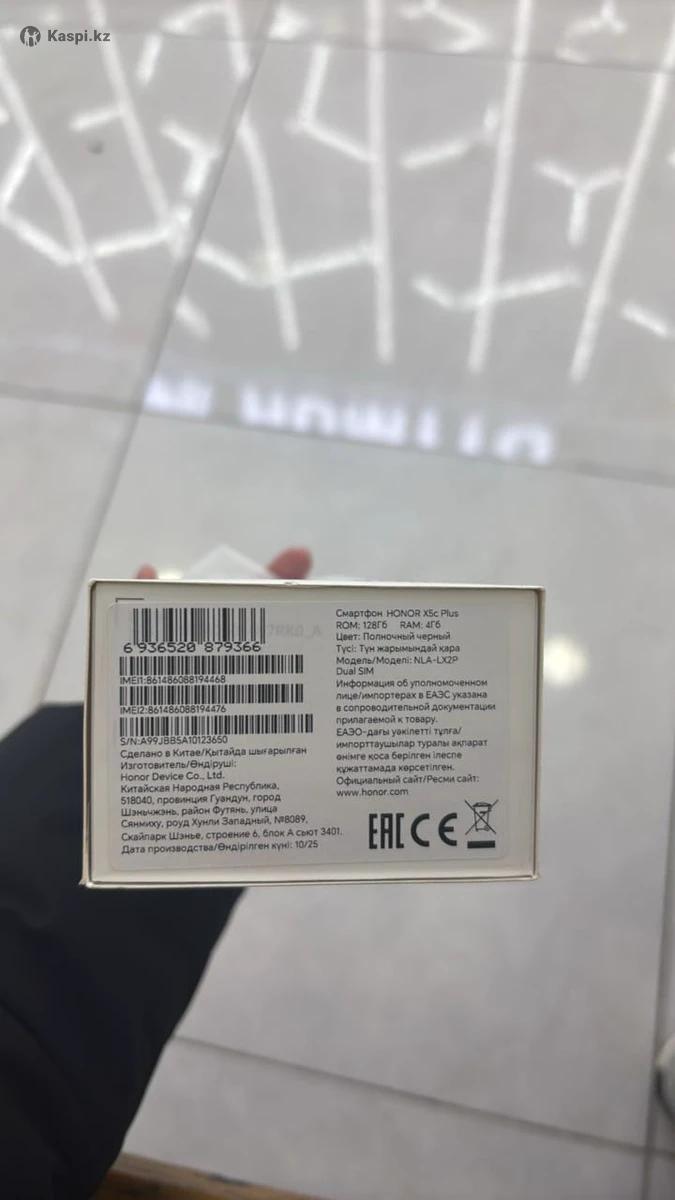 Kaspi.kz
6 936520 879366
IMEI1:861486088194468
IMEI2:861486088194476
S/N:A99JBB5A10123650
Сделано в Китае/Қытайда шығарылған
Изготовитель/Өндіруші:
Honor Device Co., Ltd.
Китайская Народная Республика,
518040, провинция Гуандун, город
Шэньчжэнь, район Футянь, улица
Сянмиху, роуд Хунли Западный, №8089,
Скайпарк Шэнье, строение 6, блок А сьют 3401.
Дата производства/Өндірілген күні: 10/25
Смартфон HONOR X5c Plus
ROM: 128Гб RAM: 4Гб
Цвет: Полночный черный
Түсі: Түн жарымындай қара
Модель/Моделі: NLA-LX2P
Dual SIM
Информация об уполномоченном
лице/импортерах в ЕАЭС указана
в сопроводительной документации
прилагаемой к товару.
ЕАЭО-дағы уәкілетті тұлға/
импорттаушылар туралы ақпарат
өнімге қоса берілген ілеспе
құжаттамада көрсетілген.
Официальный сайт/Ресми сайт:
www.honor.com
EAC CE